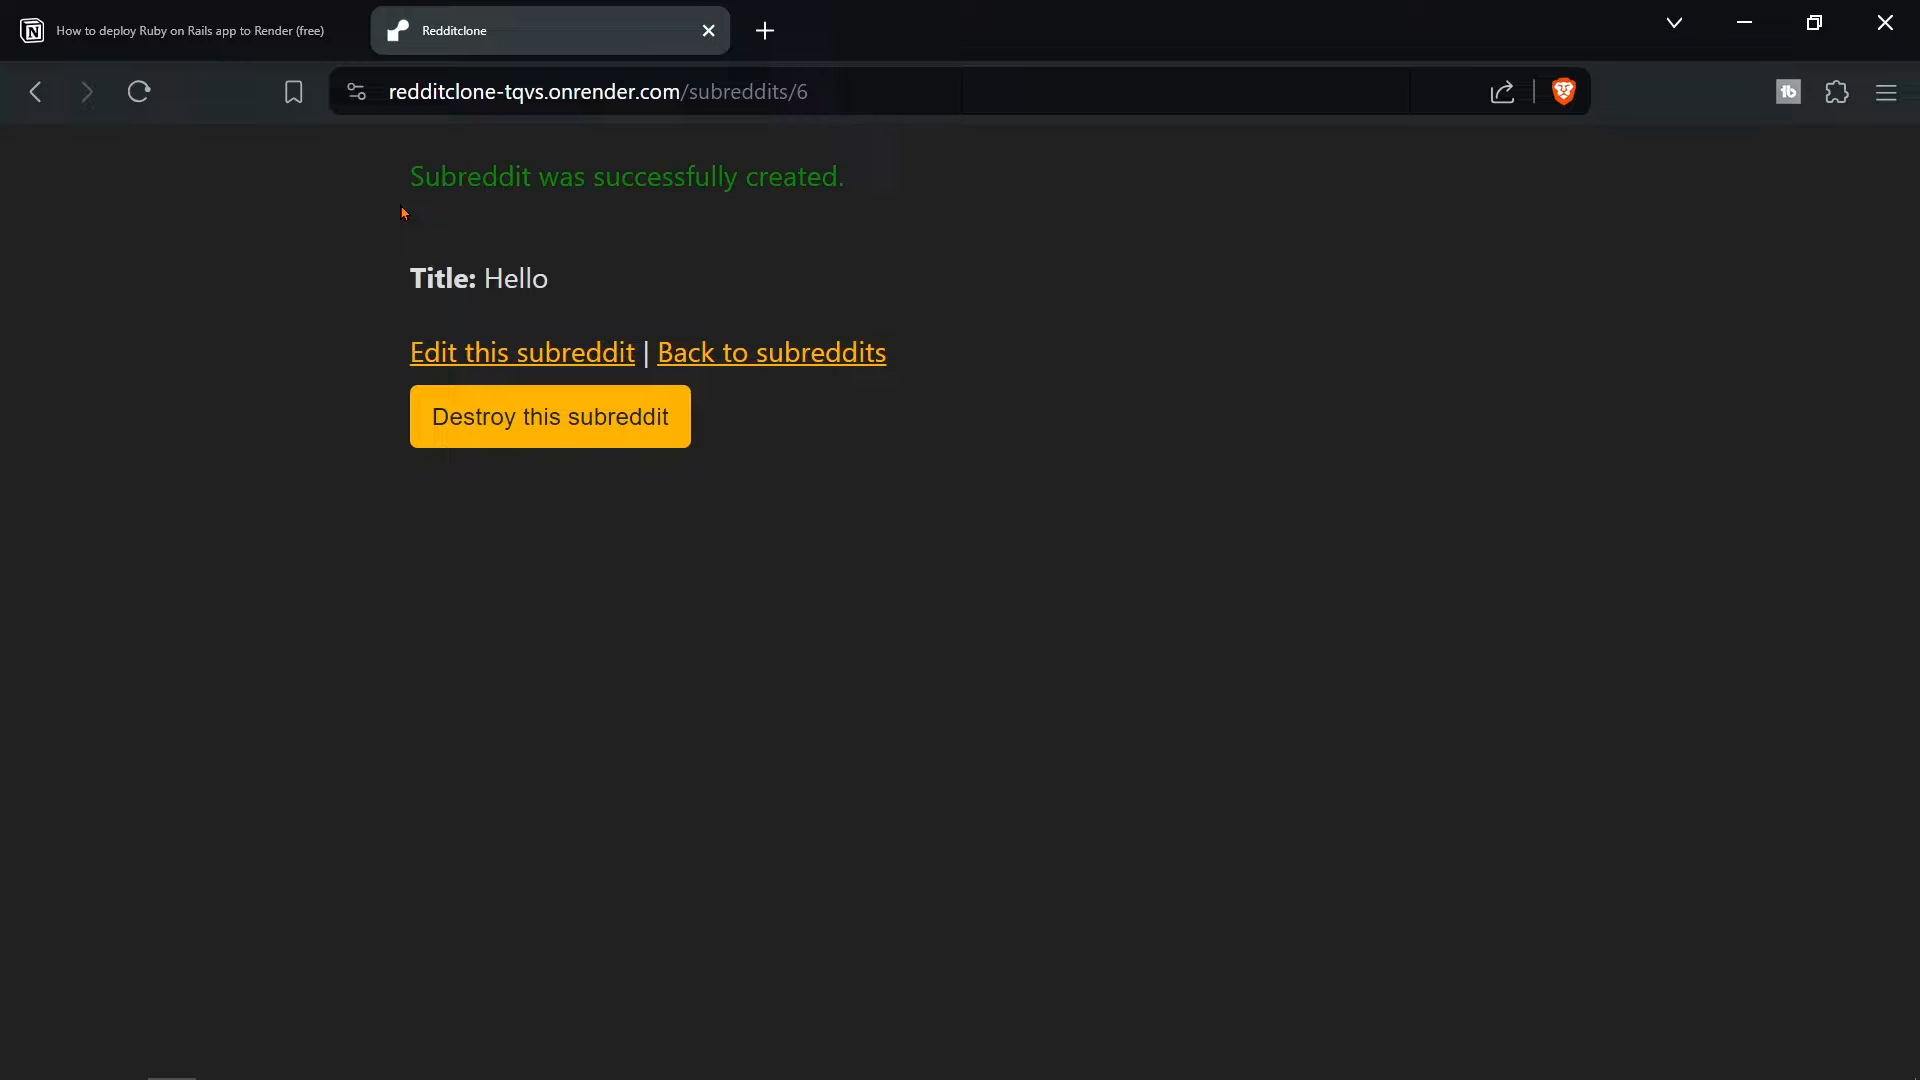 How to deploy Ruby on Rails app to Render (free)
Redditclone
redditclone-tqvs.onrender.com/subreddits/6
Subreddit was successfully created.
Title: Hello
Edit this subreddit | Back to subreddits
Destroy this subreddit